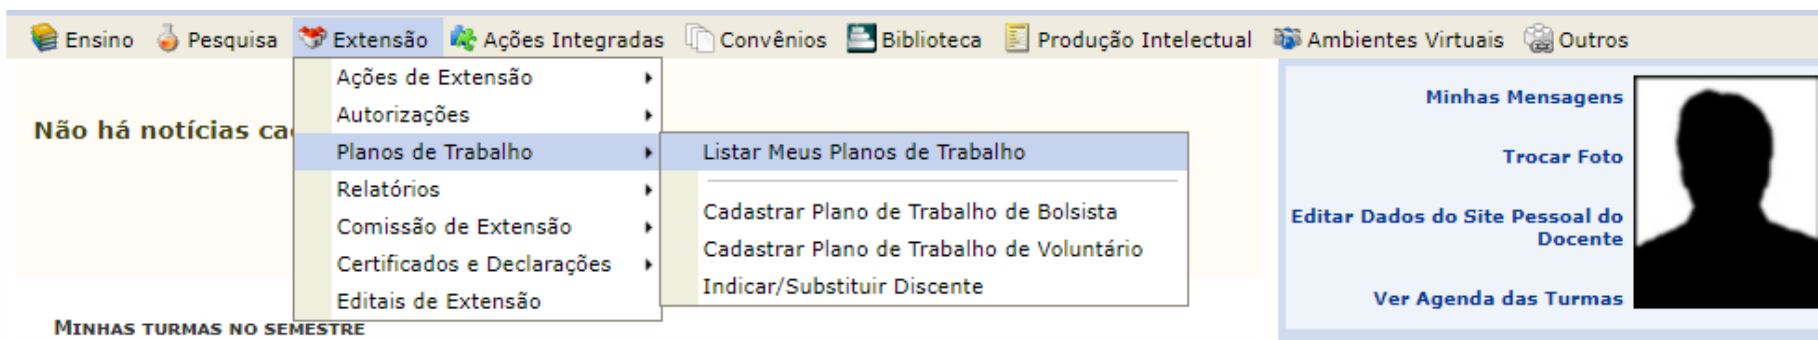 Ensino Pesquisa Extensão Ações Integradas Convênios Biblioteca Produção Intelectual Ambientes Virtuais Outros
Não há notícias ca
Ações de Extensão
Autorizações
Planos de Trabalho
Relatórios
Comissão de Extensão
Certificados e Declarações
Editais de Extensão
Listar Meus Planos de Trabalho
Cadastrar Plano de Trabalho de Bolsista
Cadastrar Plano de Trabalho de Voluntário
Indicar/Substituir Discente
Minhas Mensagens
Trocar Foto
Editar Dados do Site Pessoal do
Docente
Ver Agenda das Turmas
MINHAS TURMAS NO SEMESTRE